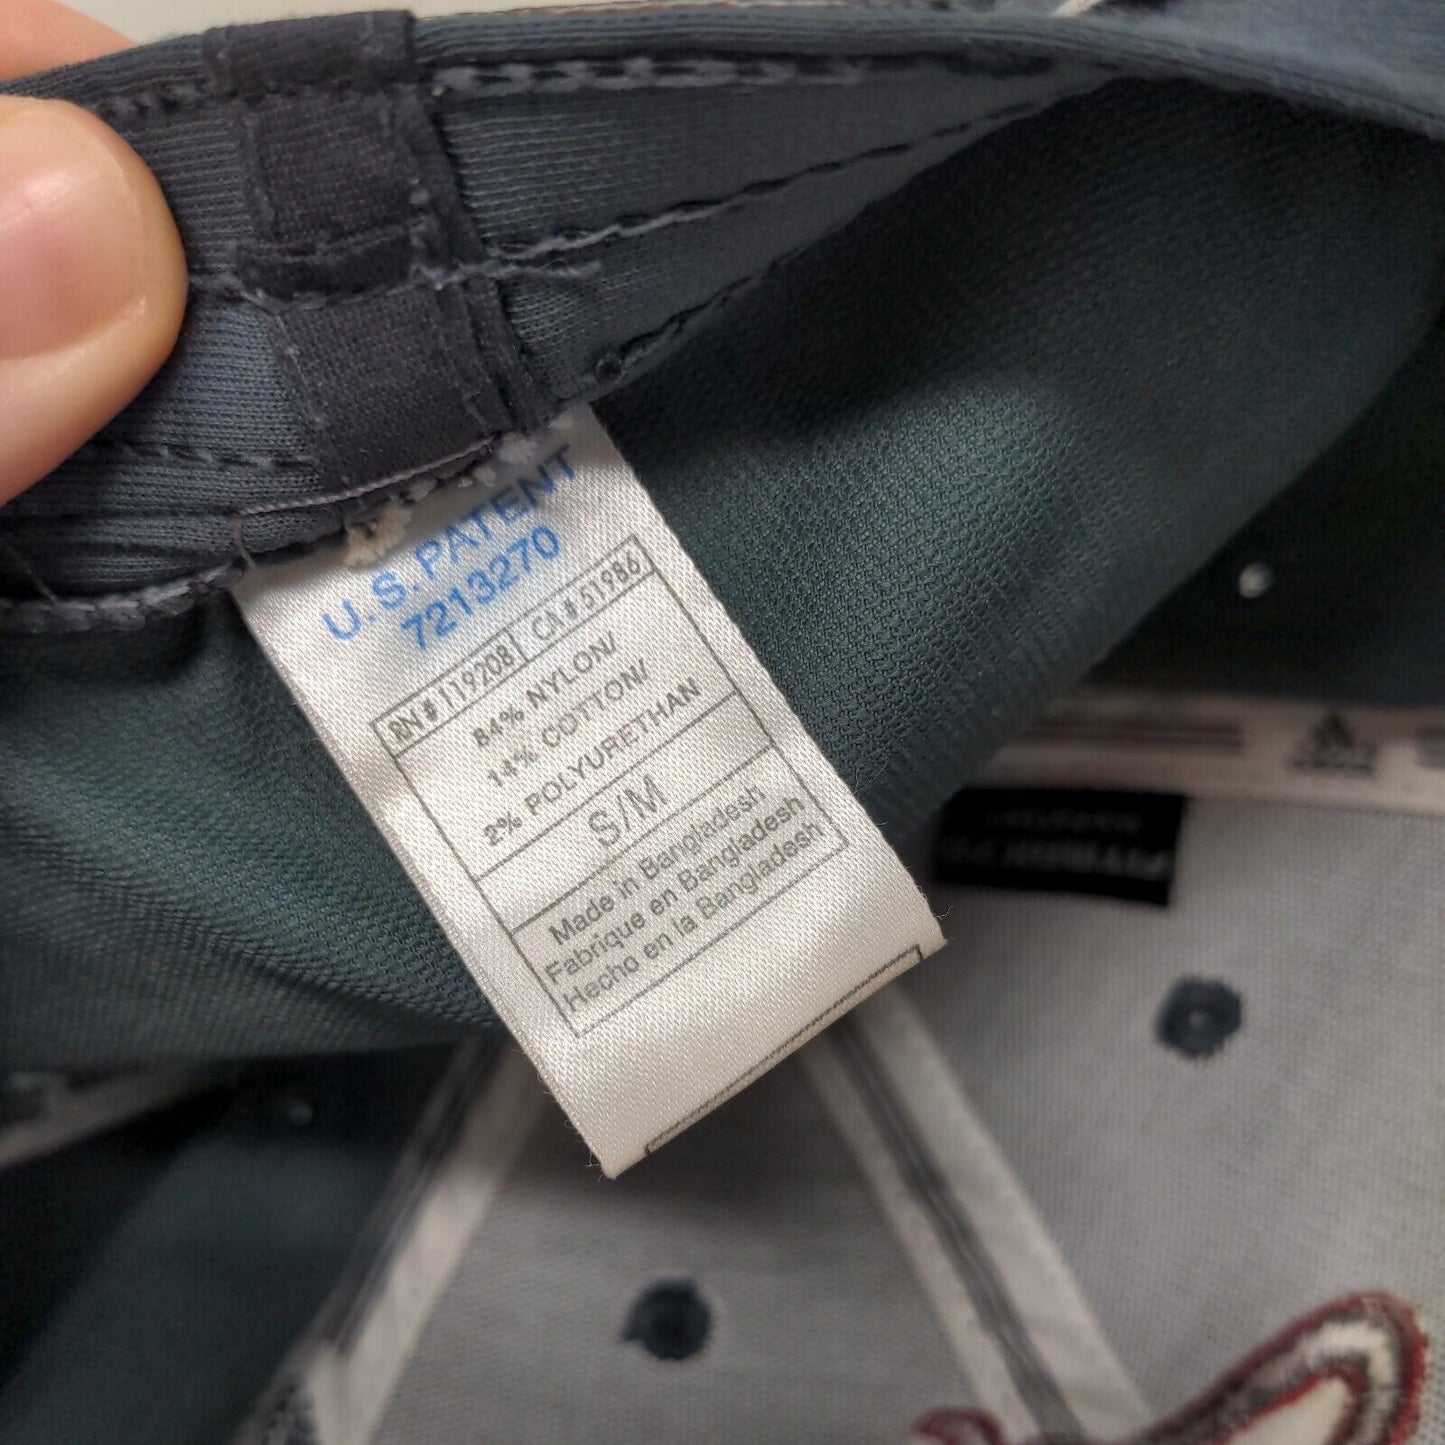 U.S. PATENT
7213270
RN# 119208 CA# 51986
84% NYLON/
14% COTTON/
2% POLYURETHAN
S/M
Made in Bangladesh
Fabrique en Bangladesh
Hecho en la Bangladesh